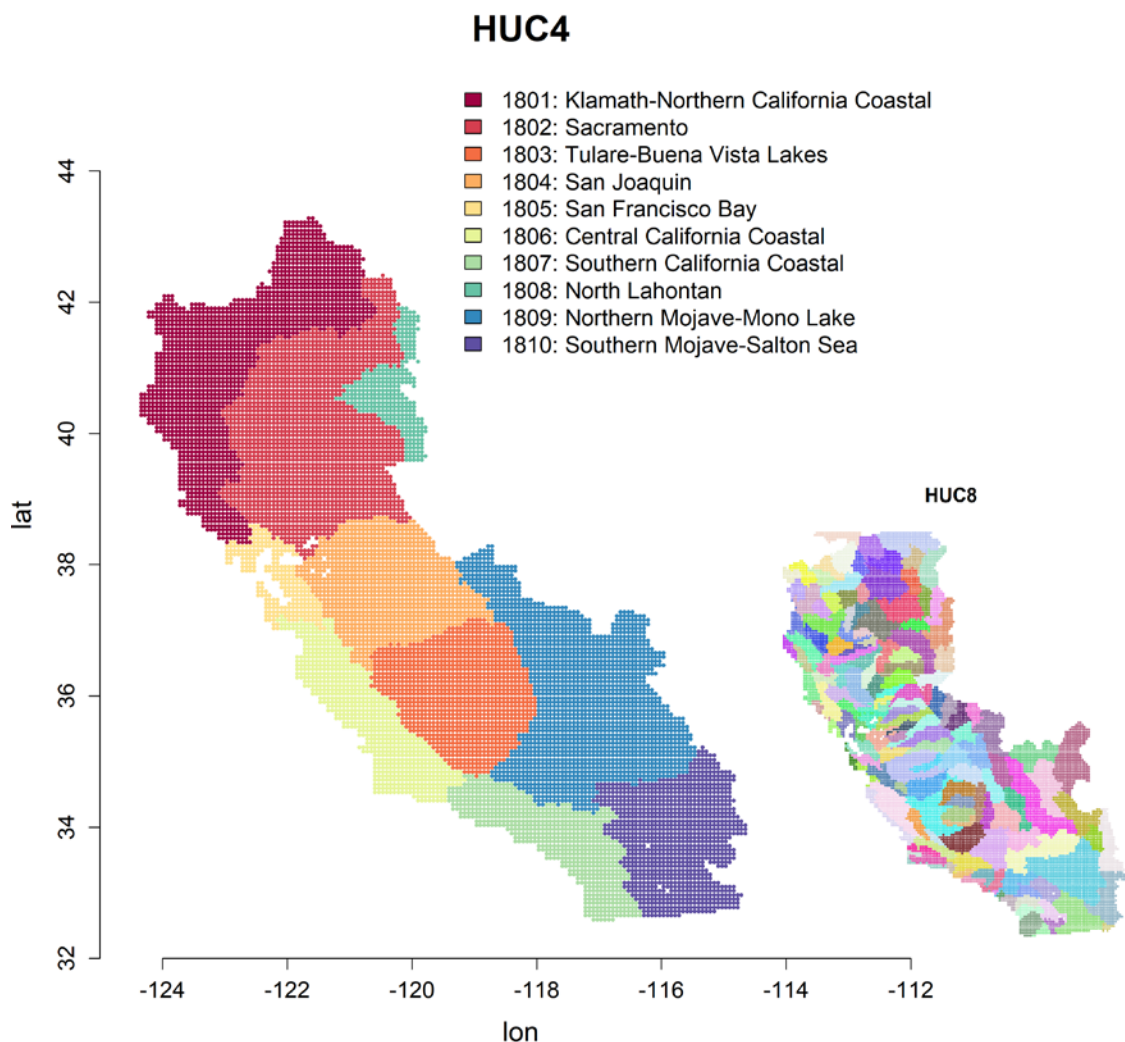 HUC4
1801: Klamath-Northern California Coastal
1802: Sacramento
1803: Tulare-Buena Vista Lakes
1804: San Joaquin
1805: San Francisco Bay
1806: Central California Coastal
1807: Southern California Coastal
1808: North Lahontan
1809: Northern Mojave-Mono Lake
1810: Southern Mojave-Salton Sea
44
42
40
38
36
34
32
lat
HUC8
-124 -122 -120 -118 -116 -114 -112
lon